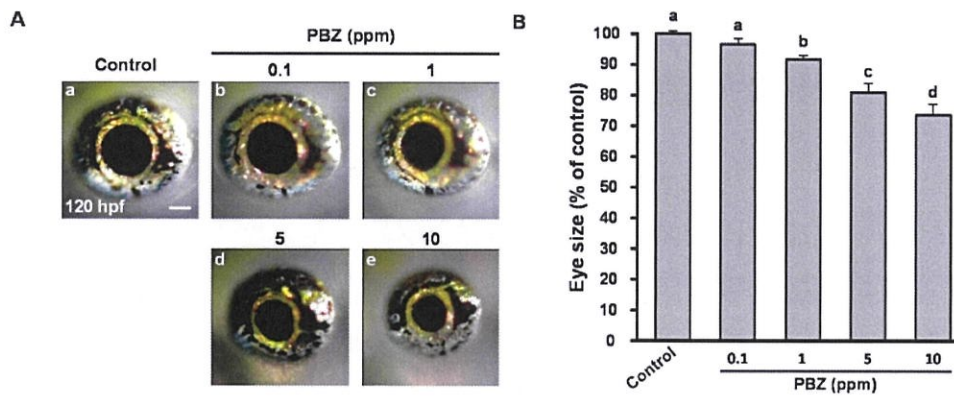 A
PBZ (ppm)
Control
0.1
1
a
b
c
120 hpf
5
10
d
e
B
Eye size (% of control)
100
90
80
70
60
50
40
30
20
10
0
a
a
b
c
d
Control
0.1
1
5
10
PBZ (ppm)